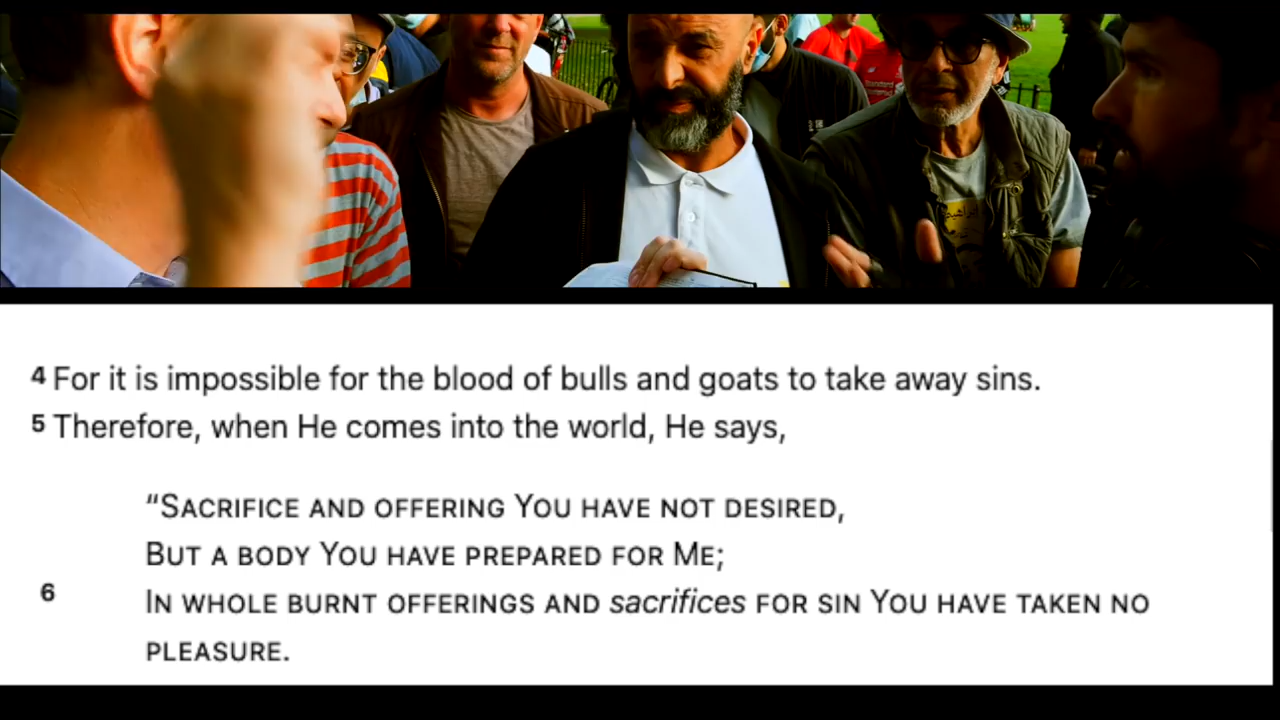 4 For it is impossible for the blood of bulls and goats to take away sins.
5 Therefore, when He comes into the world, He says,
“SACRIFICE AND OFFERING YOU HAVE NOT DESIRED,
BUT A BODY YOU HAVE PREPARED FOR ME;
6 IN WHOLE BURNT OFFERINGS AND sacrifices FOR SIN YOU HAVE TAKEN NO
PLEASURE.